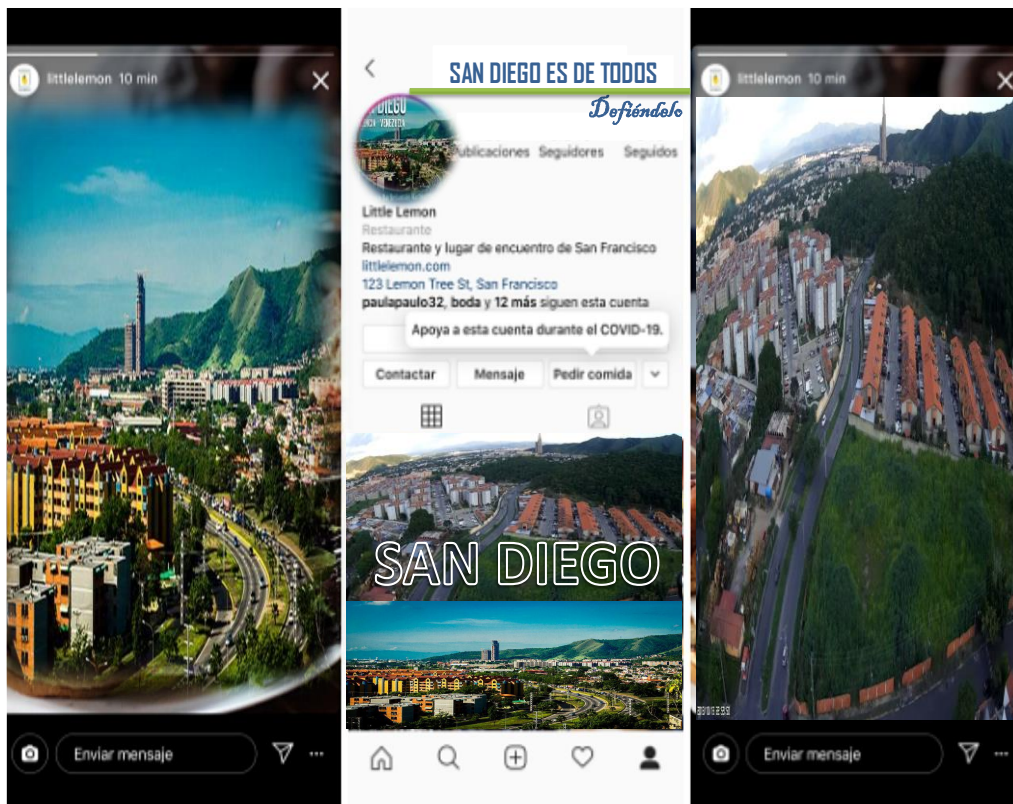 littlelemon 10 min
Enviar mensaje
SAN DIEGO ES DE TODOS
Defiéndelo
DIEGO
VENEZUELA
Publicaciones Seguidores Seguidos
Little Lemon
Restaurante
Restaurante y lugar de encuentro de San Francisco
littlelemon.com
123 Lemon Tree St, San Francisco
paulapaulo32, boda y 12 más siguen esta cuenta
Apoya a esta cuenta durante el COVID-19.
Contactar Mensaje Pedir comida
SAN DIEGO
littlelemon 10 min
Enviar mensaje